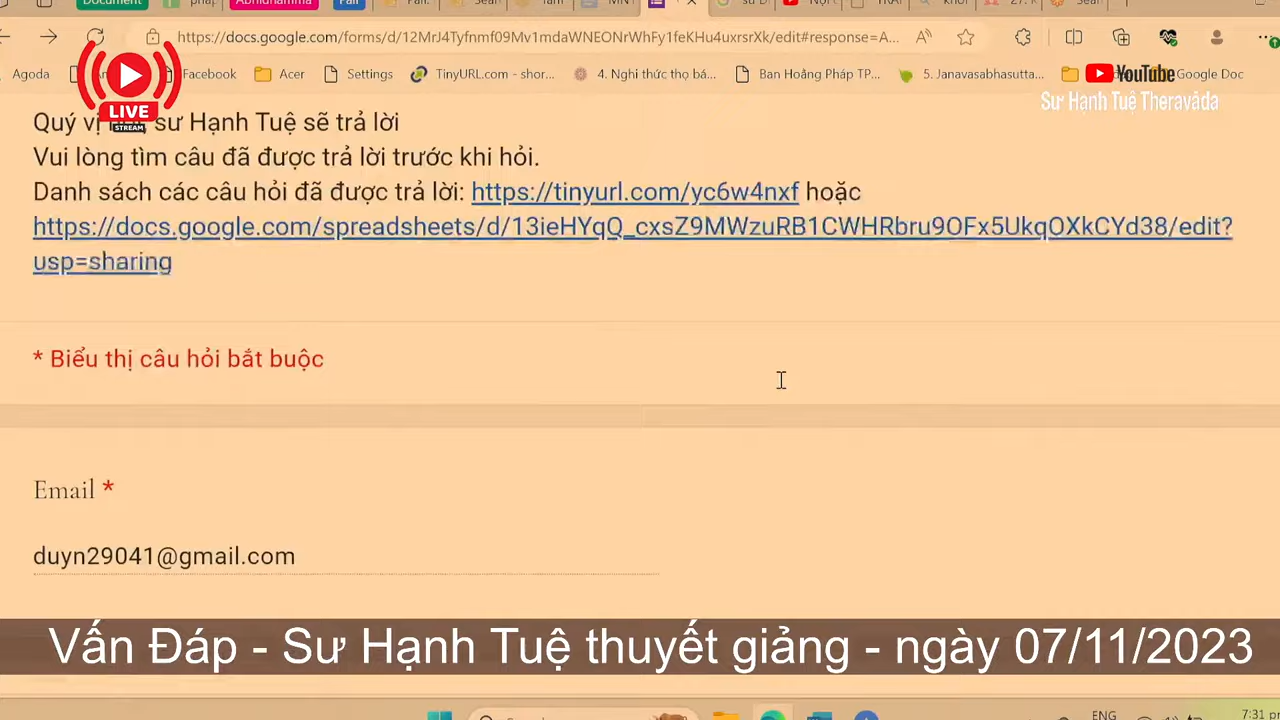 Document
Abhidhamma
Pali
https://docs.google.com/forms/d/12MrJ4Tyfnmf09Mv1mdaWNEONrWhFy1feKHu4uxrsrXk/edit#response=A...
Agoda
Facebook
Acer
Settings
TinyURL.com - shor...
4. Nghi thức thọ bá...
Ban Hoằng Pháp TP...
5. Janavasabhasutta...
YouTube
Google Doc
LIVE
STREAM
Sư Hạnh Tuệ Theravāda
Quý vị sư Hạnh Tuệ sẽ trả lời
Vui lòng tìm câu đã được trả lời trước khi hỏi.
Danh sách các câu hỏi đã được trả lời: https://tinyurl.com/yc6w4nxf hoặc
https://docs.google.com/spreadsheets/d/13ieHYqQ_cxsZ9MWzuRB1CWHRbru9OFx5UkqOXkCYd38/edit?
usp=sharing
* Biểu thị câu hỏi bắt buộc
Email *
duyn29041@gmail.com
Vấn Đáp - Sư Hạnh Tuệ thuyết giảng - ngày 07/11/2023
ENG
7:31